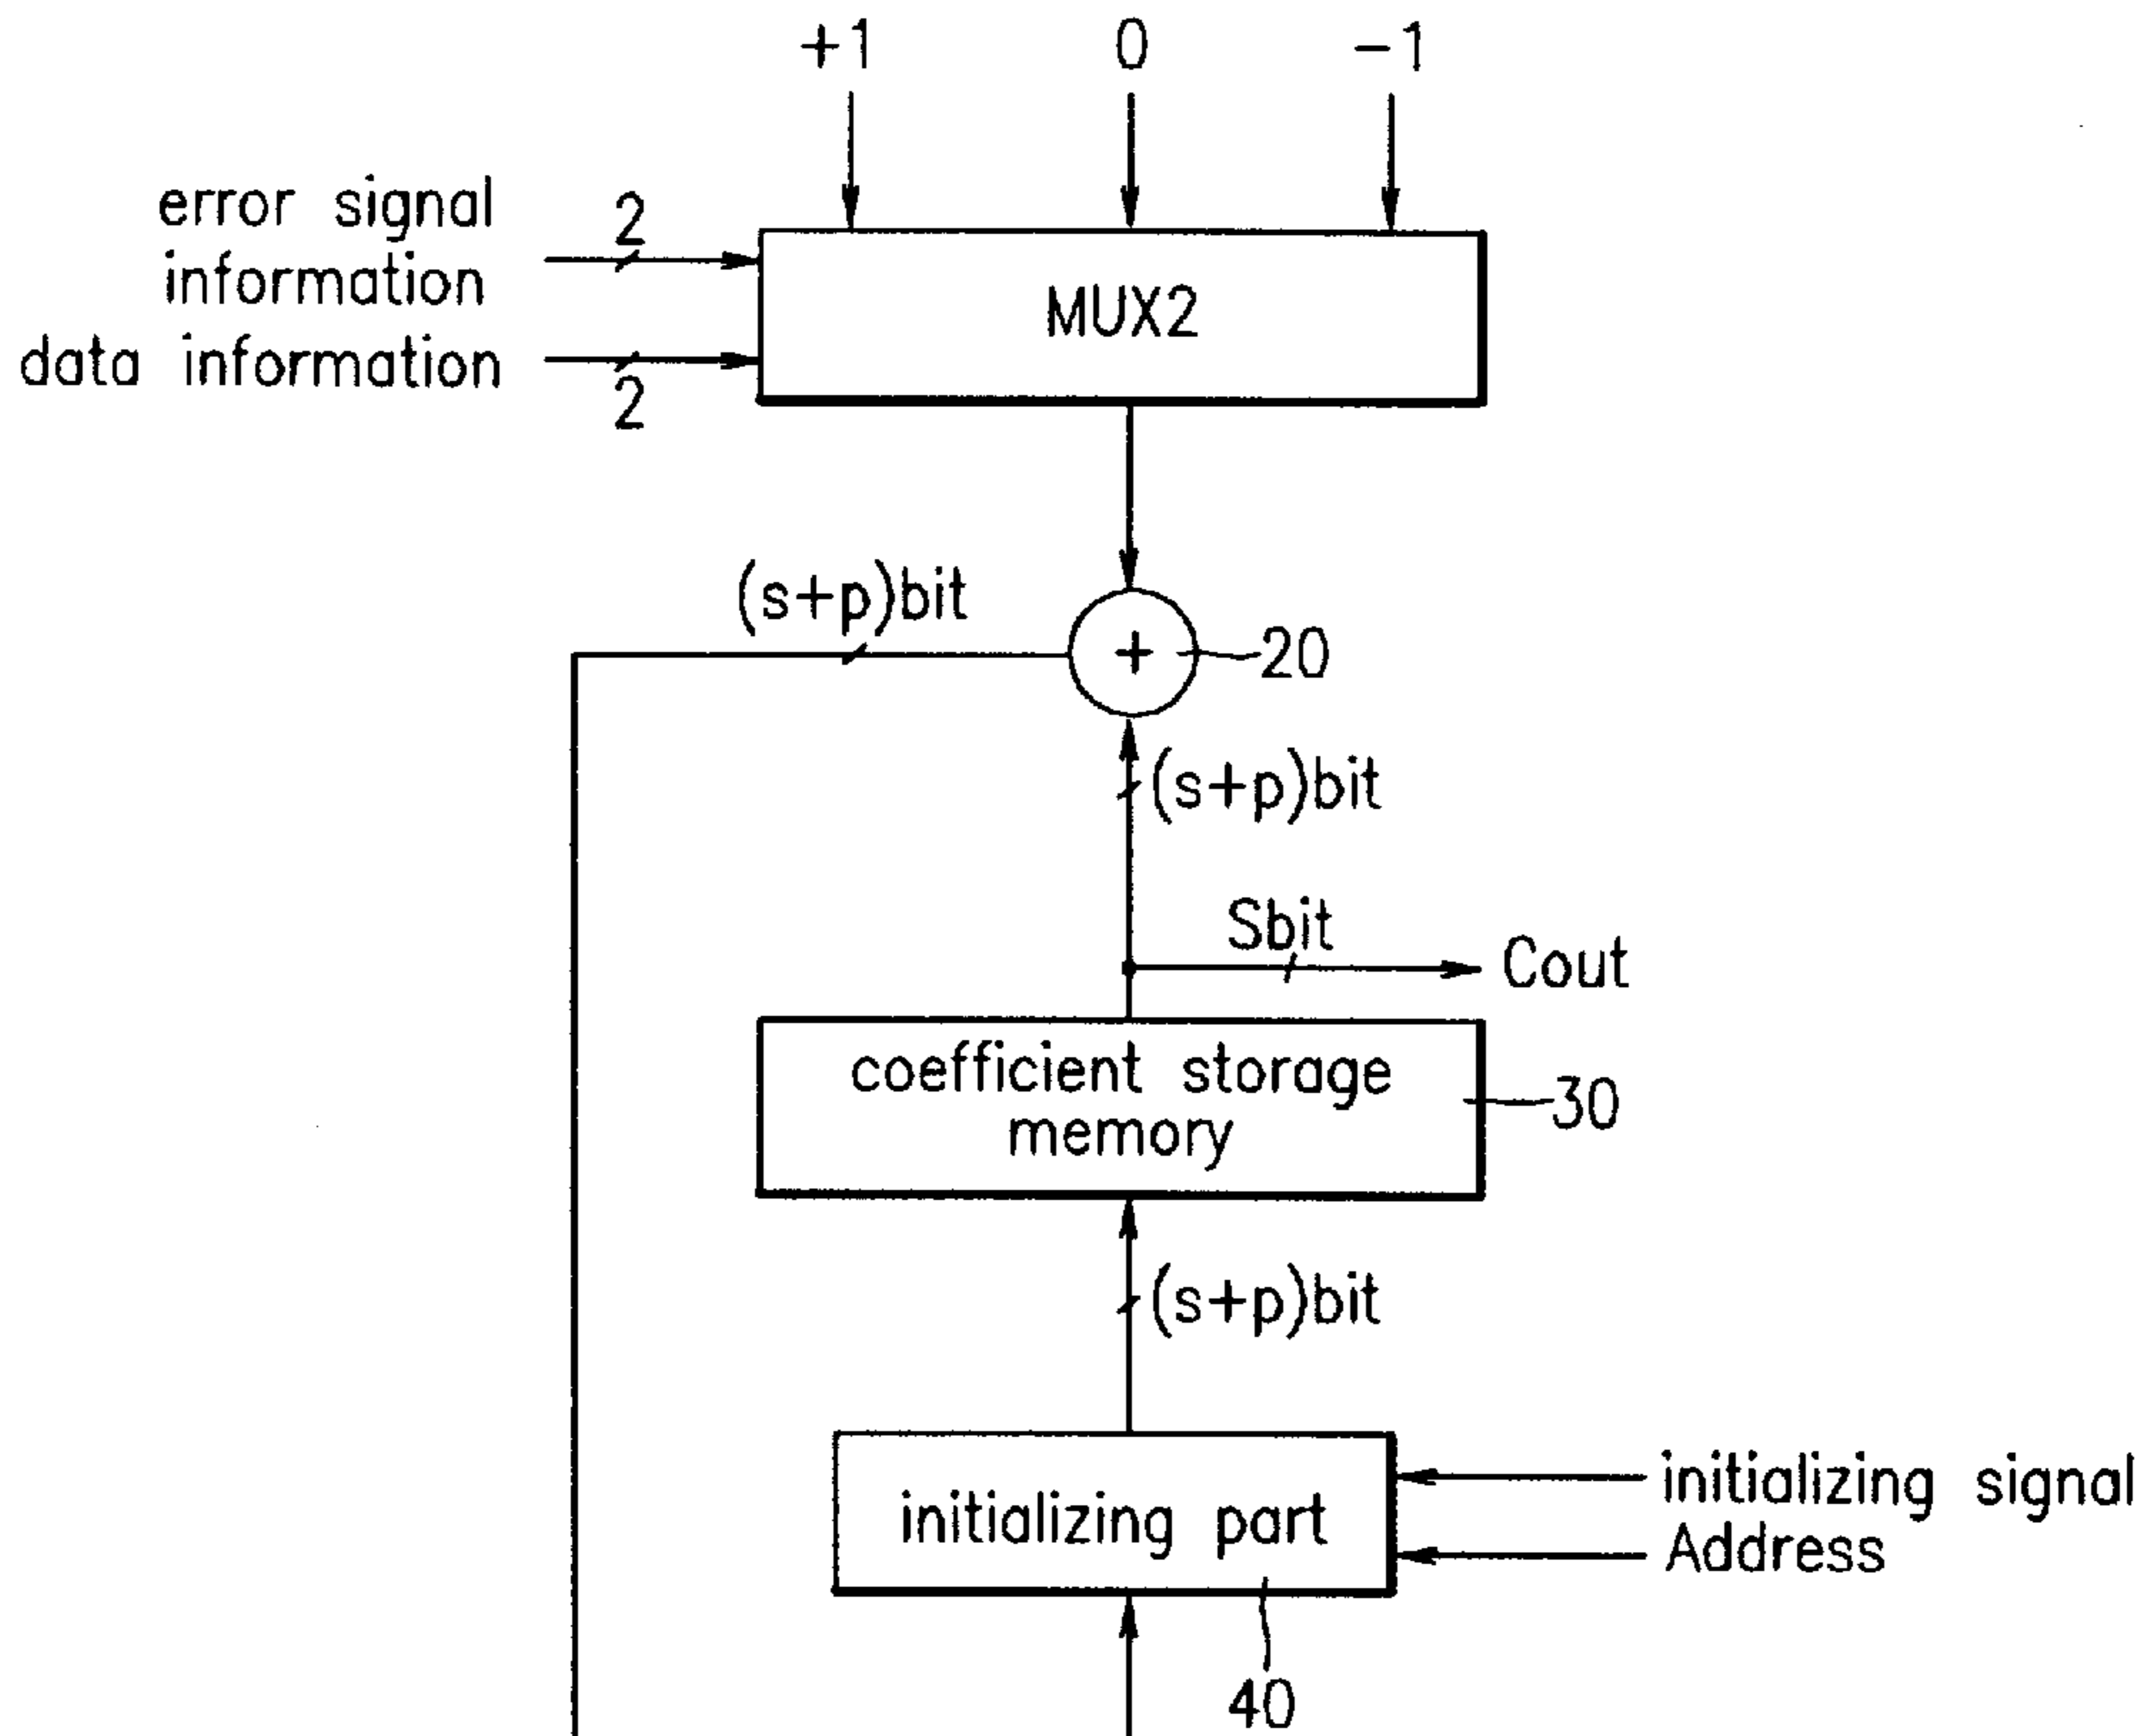 +1 0 -1
error signal
information
2
data information
2
MUX2
(s+p)bit
+
20
(s+p)bit
Sbit
Cout
coefficient storage
memory
30
(s+p)bit
initializing part
initializing signal
Address
40